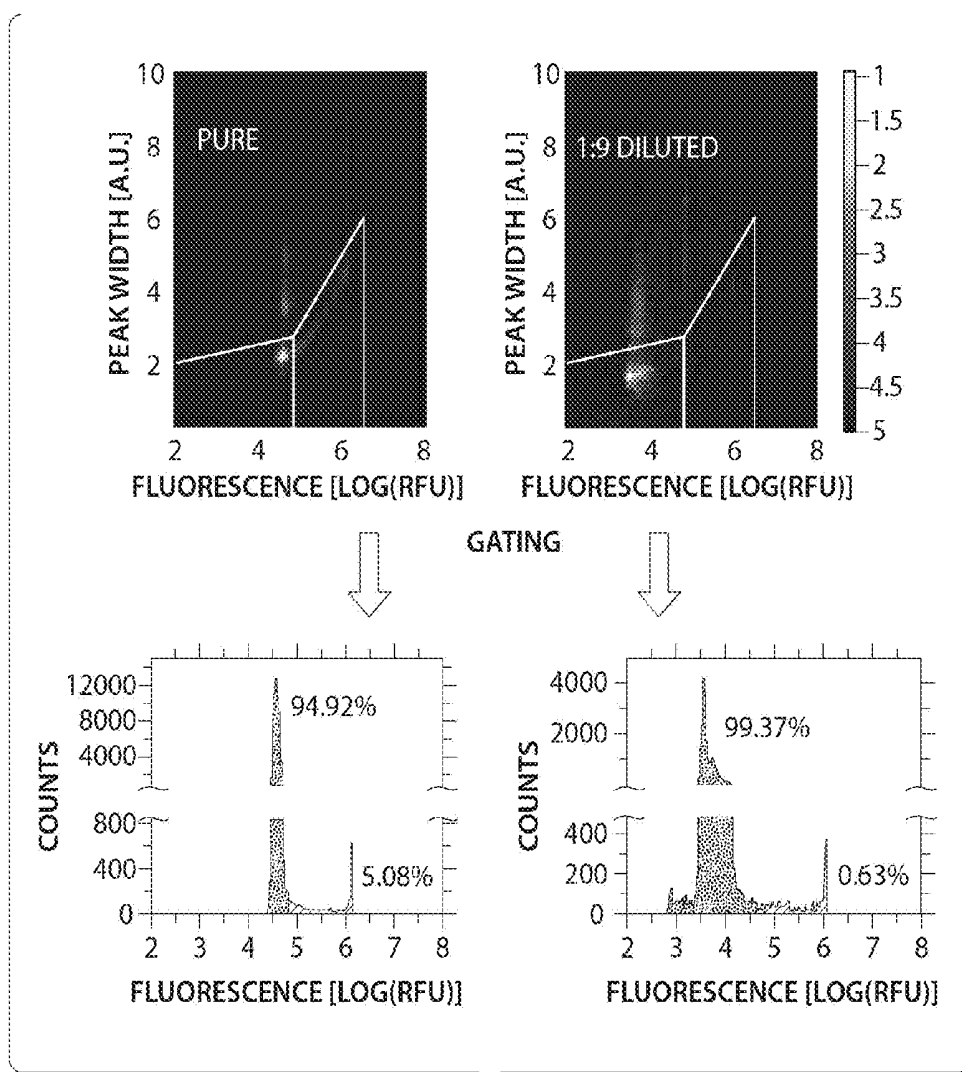 10 10 1
8 PURE 8 1:9 DILUTED 1.5
2
6 6 2.5
3
4 4 3.5
4
2 2 4.5
5
PEAK WIDTH [A.U.] PEAK WIDTH [A.U.]
2 4 6 8 2 4 6 8
FLUORESCENCE [LOG(RFU)] FLUORESCENCE [LOG(RFU)]
GATING
12000 4000
94.92% 99.37%
8000
4000 2000
COUNTS COUNTS
800 400
400 5.08% 200 0.63%
0 0
2 3 4 5 6 7 8 2 3 4 5 6 7 8
FLUORESCENCE [LOG(RFU)] FLUORESCENCE [LOG(RFU)]